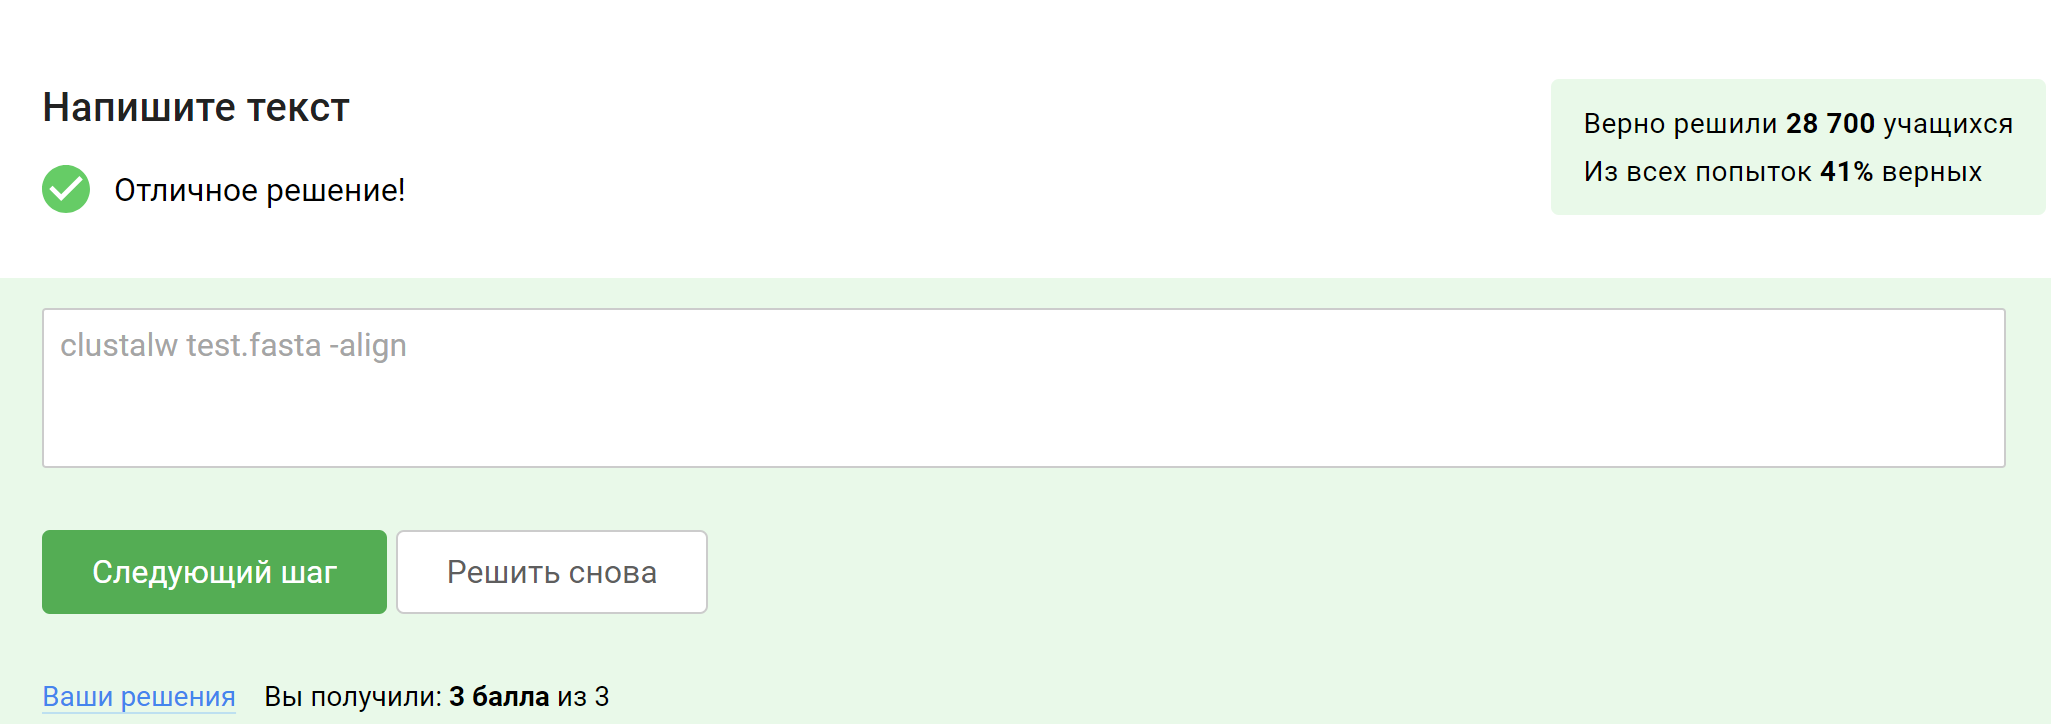 Напишите текст
Отличное решение!
Верно решили 28 700 учащихся
Из всех попыток 41% верных
clustalw test.fasta -align
Следующий шаг
Решить снова
Ваши решения
Вы получили: 3 балла из 3